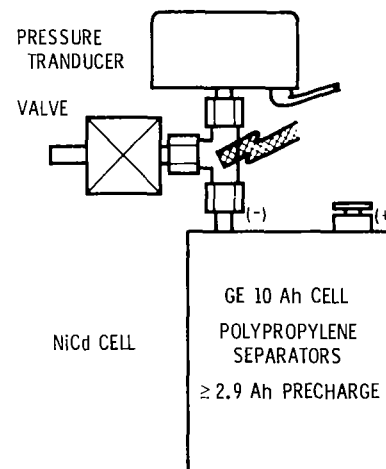 PRESSURE
TRANDUCER
VALVE
(-)
(+
GE 10 Ah CELL
POLYPROPYLENE
SEPARATORS
≥ 2.9 Ah PRECHARGE
NiCd CELL